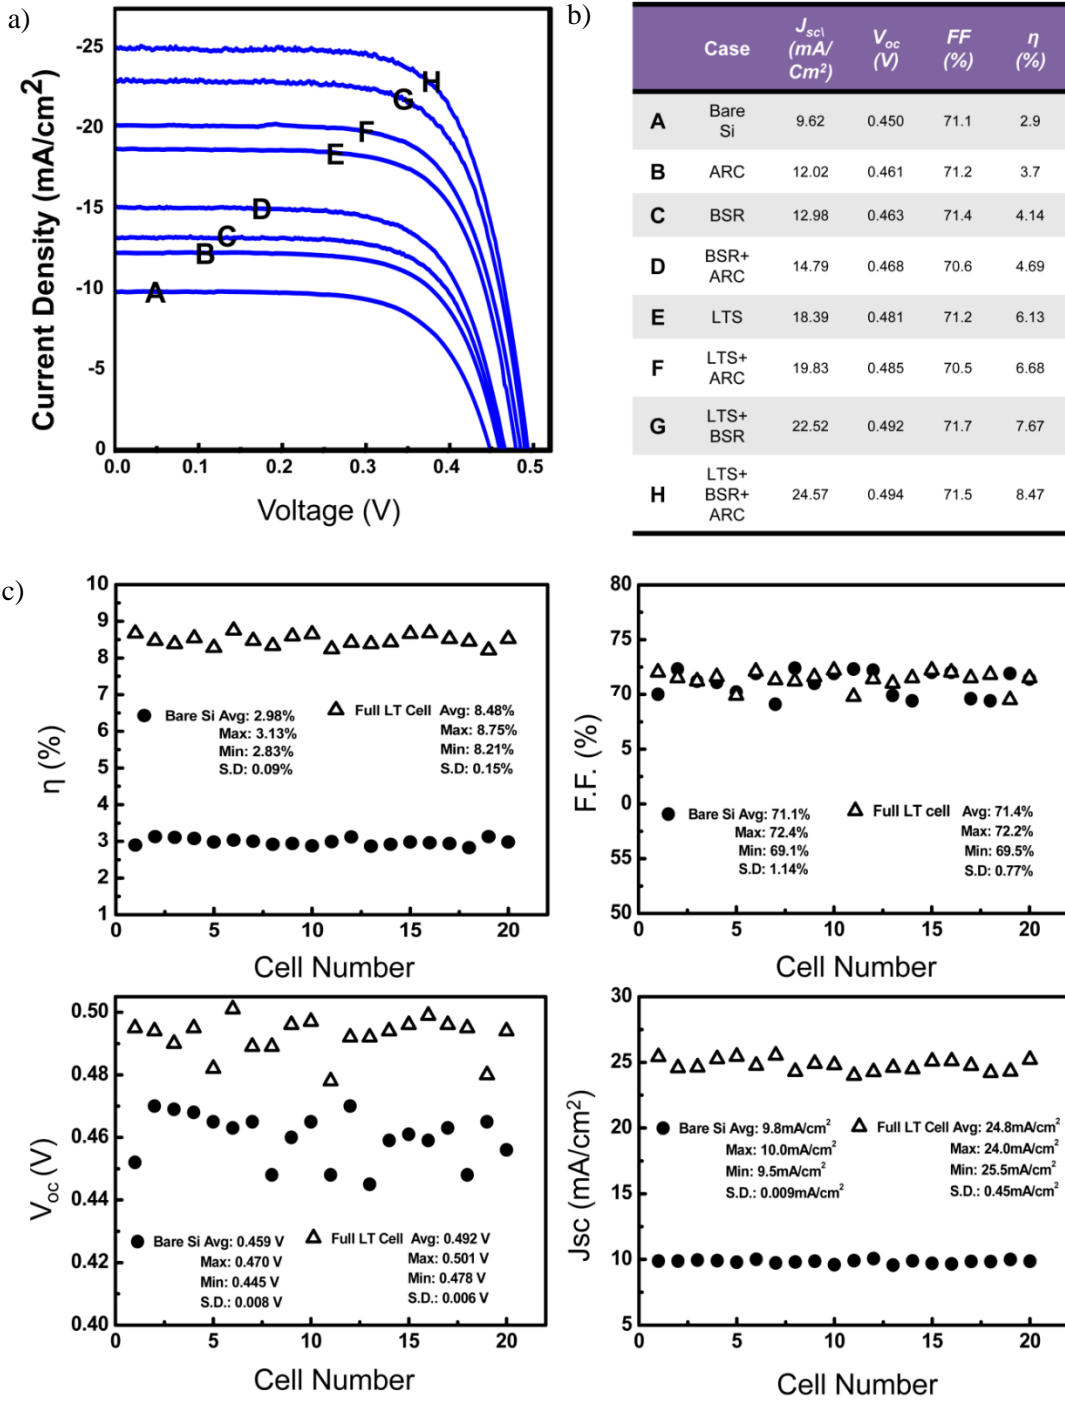 a)
-25
-20
-15
-10
-5
0
0.0 0.1 0.2 0.3 0.4 0.5
Current Density (mA/cm²)
Voltage (V)
H
G
F
E
D
C
B
A
b)
Case Jsc\ (mA/Cm²) Voc (V) FF (%) η (%)
A Bare Si 9.62 0.450 71.1 2.9
B ARC 12.02 0.461 71.2 3.7
C BSR 12.98 0.463 71.4 4.14
D BSR+ ARC 14.79 0.468 70.6 4.69
E LTS 18.39 0.481 71.2 6.13
F LTS+ ARC 19.83 0.485 70.5 6.68
G LTS+ BSR 22.52 0.492 71.7 7.67
H LTS+ BSR+ ARC 24.57 0.494 71.5 8.47
c)
10
9
8
7
6
5
4
3
2
1
0 5 10 15 20
η (%)
Cell Number
Bare Si Avg: 2.98%
Max: 3.13%
Min: 2.83%
S.D: 0.09%
Full LT Cell Avg: 8.48%
Max: 8.75%
Min: 8.21%
S.D: 0.15%
80
75
70
65
0
55
50
0 5 10 15 20
F.F. (%)
Cell Number
Bare Si Avg: 71.1%
Max: 72.4%
Min: 69.1%
S.D: 1.14%
Full LT cell Avg: 71.4%
Max: 72.2%
Min: 69.5%
S.D: 0.77%
0.50
0.48
0.46
0.44
0.42
0.40
0 5 10 15 20
Voc (V)
Cell Number
Bare Si Avg: 0.459 V
Max: 0.470 V
Min: 0.445 V
S.D.: 0.008 V
Full LT Cell Avg: 0.492 V
Max: 0.501 V
Min: 0.478 V
S.D.: 0.006 V
30
25
20
15
10
5
0 5 10 15 20
Jsc (mA/cm²)
Cell Number
Bare Si Avg: 9.8mA/cm²
Max: 10.0mA/cm²
Min: 9.5mA/cm²
S.D.: 0.009mA/cm²
Full LT Cell Avg: 24.8mA/cm²
Max: 24.0mA/cm²
Min: 25.5mA/cm²
S.D.: 0.45mA/cm²